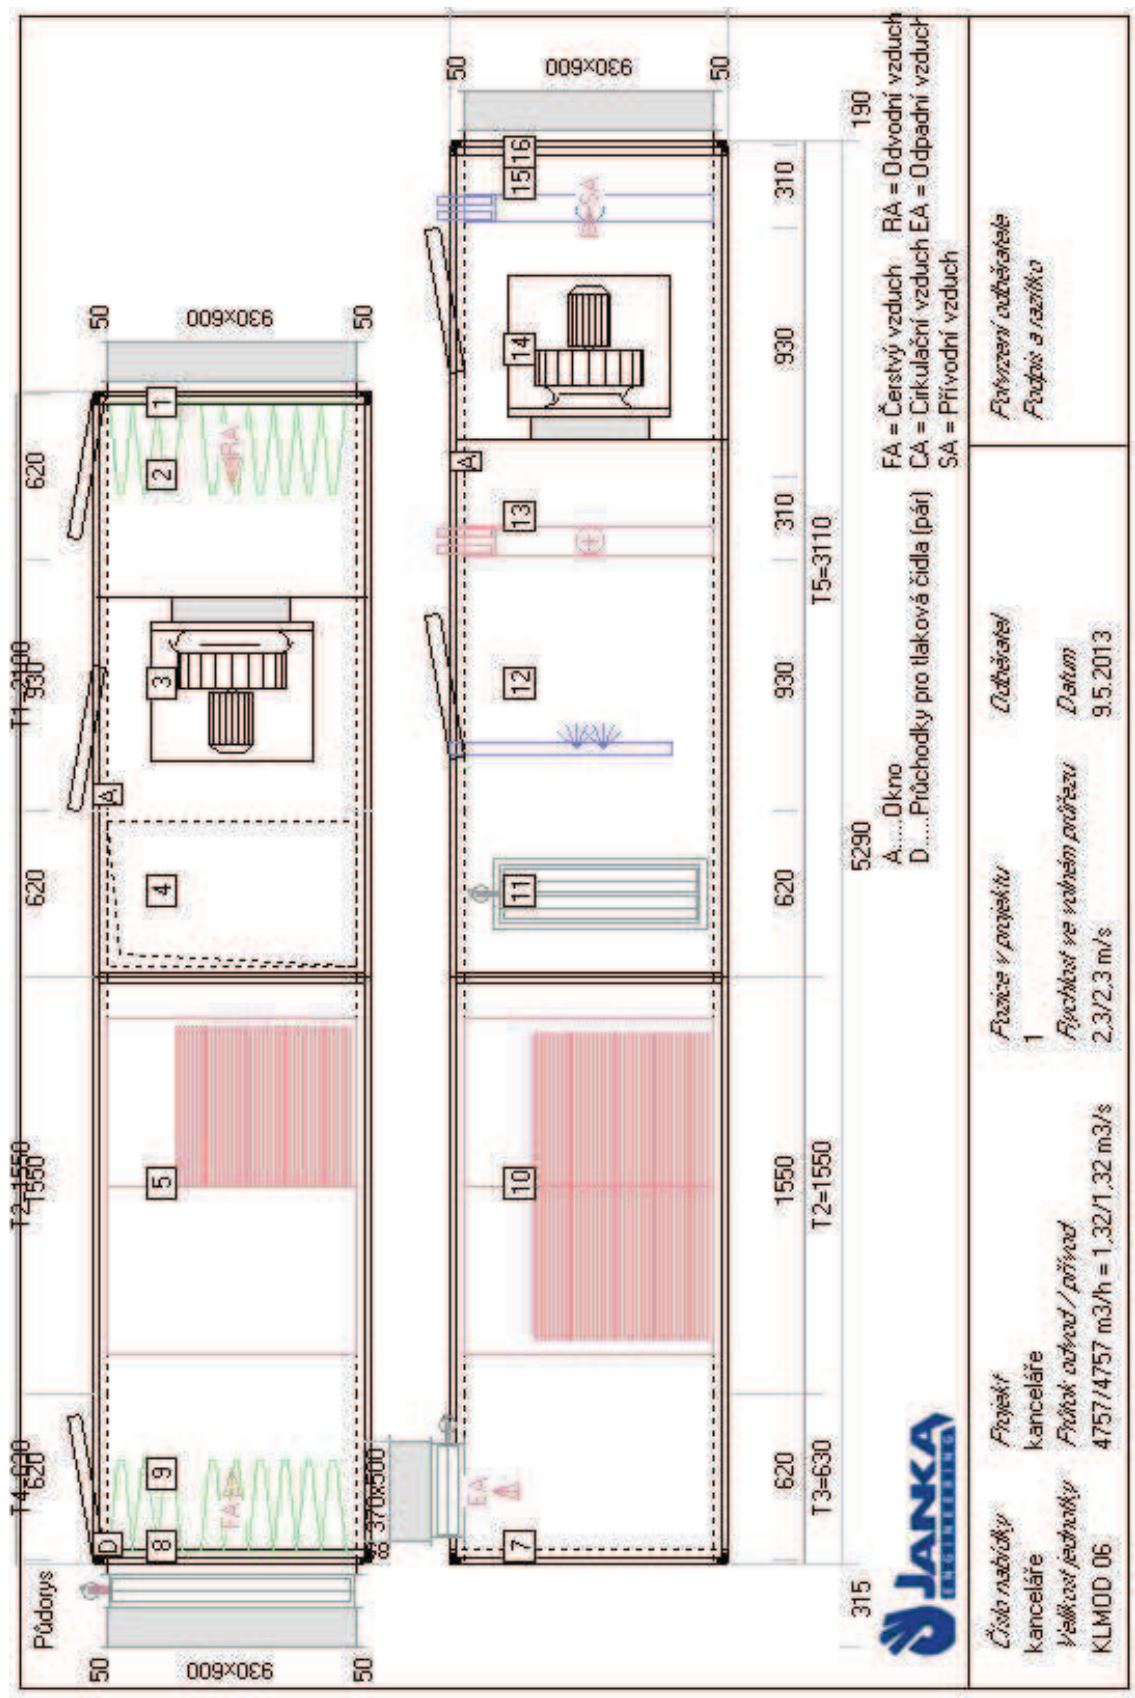 Půdorys
T4=630
620
T2=1550
1550
620
T1=2100
930
620
50
930x600
50
D
8
9
FA
5
4
A
3
2
RA
1
50
930x600
50
370x500
EA
7
10
11
12
13
A
14
15
16
SA
50
930x600
50
620
1550
620
930
310
930
310
T3=630
T2=1550
T5=3110
315
5290
190
A.....Okno
D.....Průchodky pro tlaková čidla (pár)
FA = Čerstvý vzduch RA = Odvodní vzduch
CA = Cirkulační vzduch EA = Odpadní vzduch
SA = Přívodní vzduch
JANKA
ENGINEERING
Číslo nabídky Projekt Pozice v projektu Odběratel Potvrzení odběratele
kanceláře kanceláře 1 Podpis a razítko
Velikost jednotky Průtok odvod / přívod Rychlost ve volném průřezu Datum
KLMOD 06 4757/4757 m3/h = 1,32/1,32 m3/s 2,3/2,3 m/s 9.5.2013